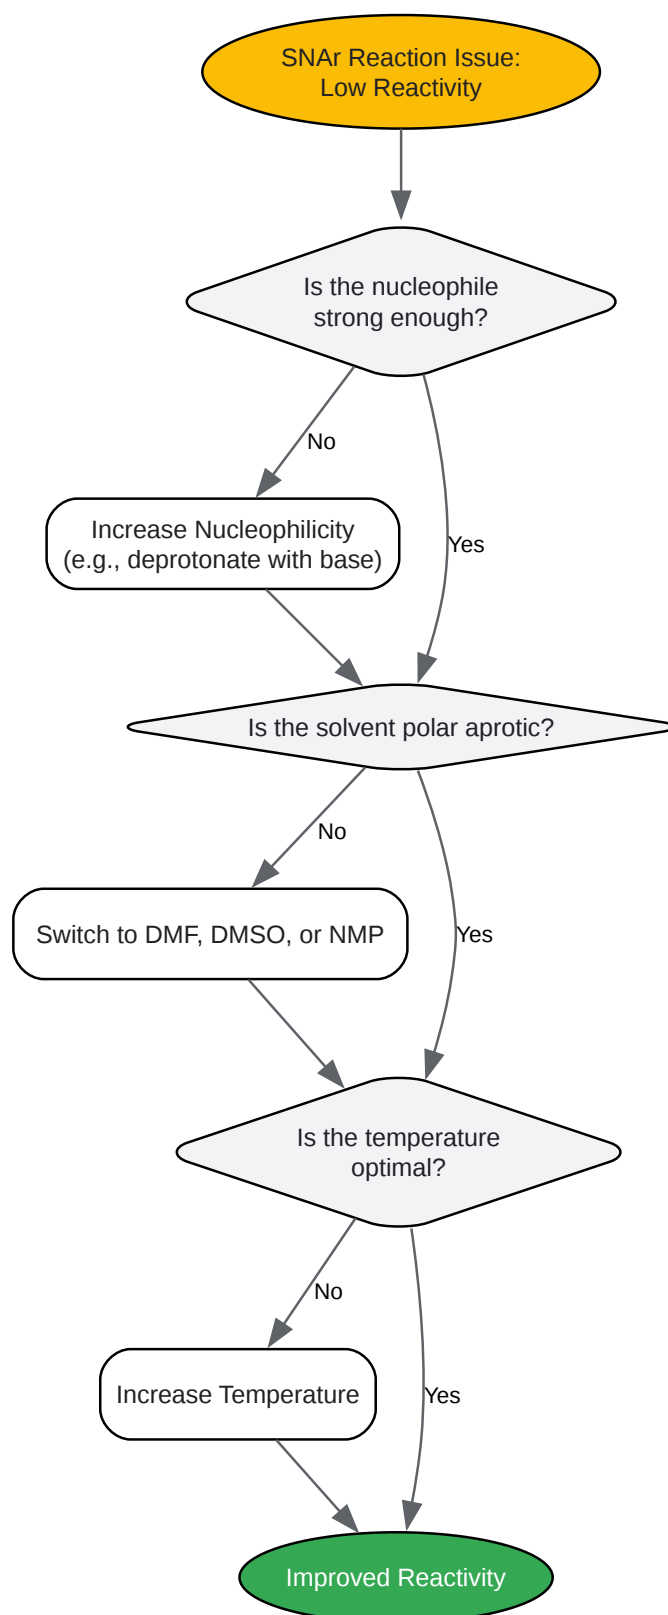 SNAr Reaction Issue:
Low Reactivity
Is the nucleophile
strong enough?
No
Increase Nucleophilicity
(e.g., deprotonate with base)
Yes
Is the solvent polar aprotic?
No
Switch to DMF, DMSO, or NMP
Yes
Is the temperature
optimal?
No
Increase Temperature
Yes
Improved Reactivity